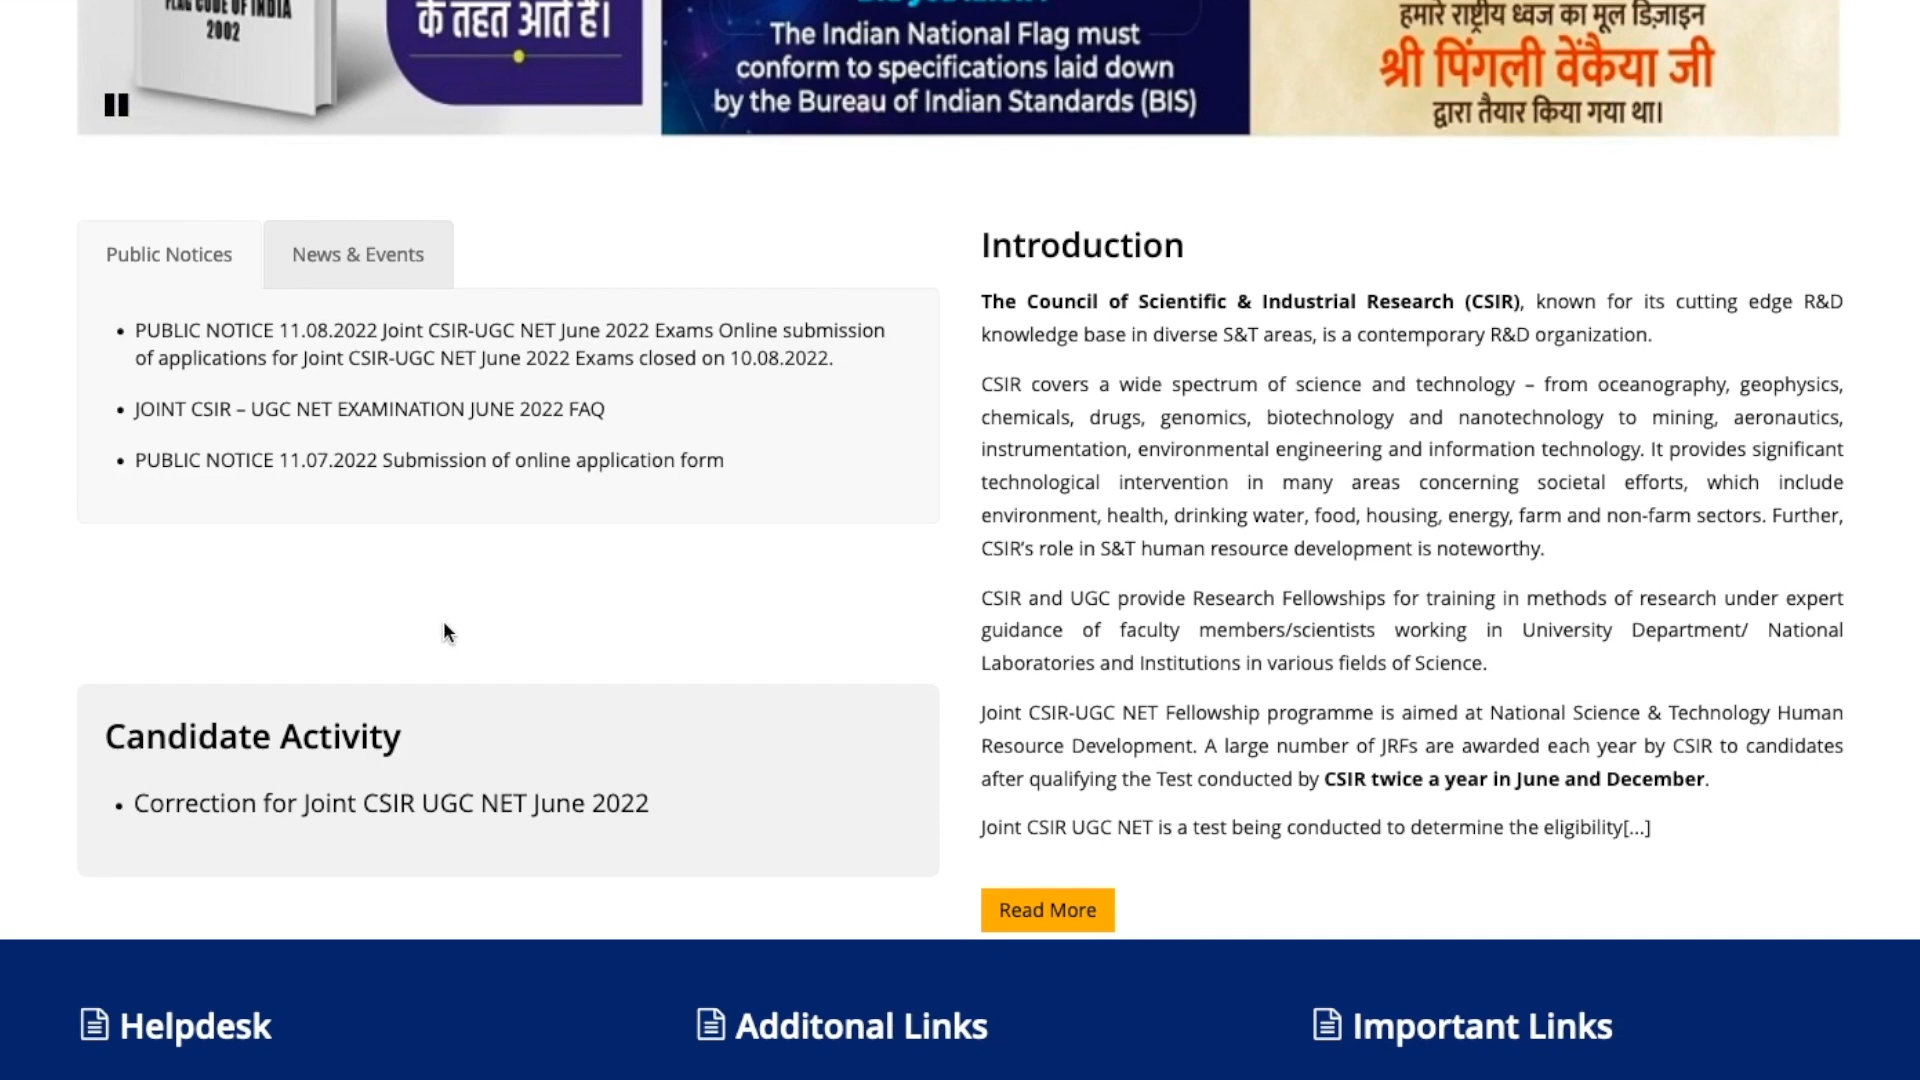 FLAG CODE OF INDIA
2002
के तहत आते हैं।
The Indian National Flag must
conform to specifications laid down
by the Bureau of Indian Standards (BIS)
हमारे राष्ट्रीय ध्वज का मूल डिज़ाइन
श्री पिंगली वेंकैया जी
द्वारा तैयार किया गया था।
Public Notices
News & Events
• PUBLIC NOTICE 11.08.2022 Joint CSIR-UGC NET June 2022 Exams Online submission
of applications for Joint CSIR-UGC NET June 2022 Exams closed on 10.08.2022.
• JOINT CSIR – UGC NET EXAMINATION JUNE 2022 FAQ
• PUBLIC NOTICE 11.07.2022 Submission of online application form
Candidate Activity
• Correction for Joint CSIR UGC NET June 2022
Introduction
The Council of Scientific & Industrial Research (CSIR), known for its cutting edge R&D
knowledge base in diverse S&T areas, is a contemporary R&D organization.
CSIR covers a wide spectrum of science and technology – from oceanography, geophysics,
chemicals, drugs, genomics, biotechnology and nanotechnology to mining, aeronautics,
instrumentation, environmental engineering and information technology. It provides significant
technological intervention in many areas concerning societal efforts, which include
environment, health, drinking water, food, housing, energy, farm and non-farm sectors. Further,
CSIR's role in S&T human resource development is noteworthy.
CSIR and UGC provide Research Fellowships for training in methods of research under expert
guidance of faculty members/scientists working in University Department/ National
Laboratories and Institutions in various fields of Science.
Joint CSIR-UGC NET Fellowship programme is aimed at National Science & Technology Human
Resource Development. A large number of JRFs are awarded each year by CSIR to candidates
after qualifying the Test conducted by CSIR twice a year in June and December.
Joint CSIR UGC NET is a test being conducted to determine the eligibility[...]
Read More
Helpdesk
Additonal Links
Important Links